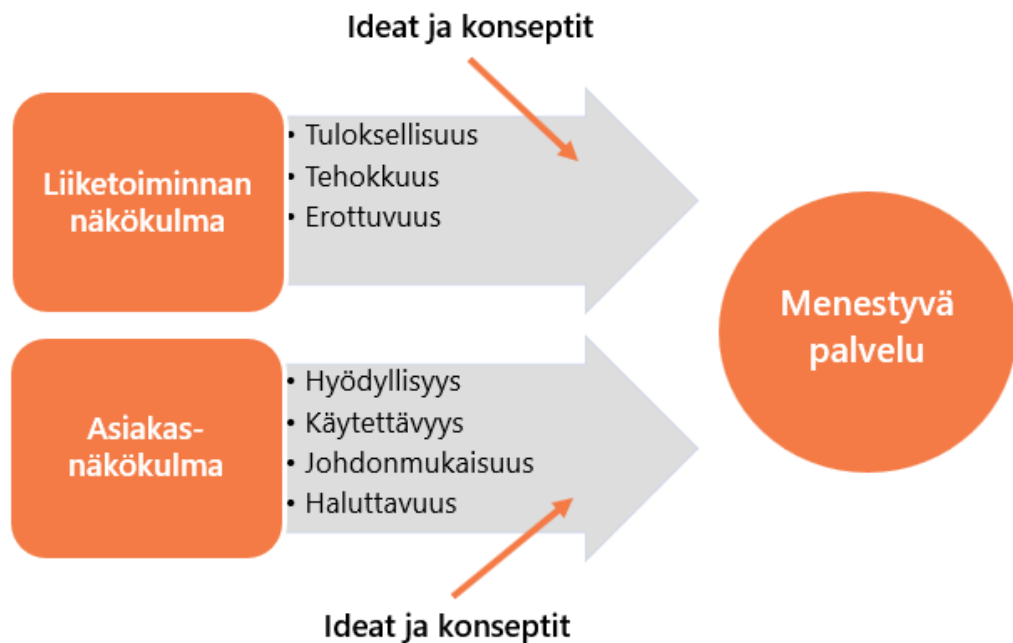 Ideat ja konseptit
Liiketoiminnan
näkökulma
• Tuloksellisuus
• Tehokkuus
• Erottuvuus
Menestyvä
palvelu
Asiakas-
näkökulma
• Hyödyllisyys
• Käytettävyys
• Johdonmukaisuus
• Haluttavuus
Ideat ja konseptit